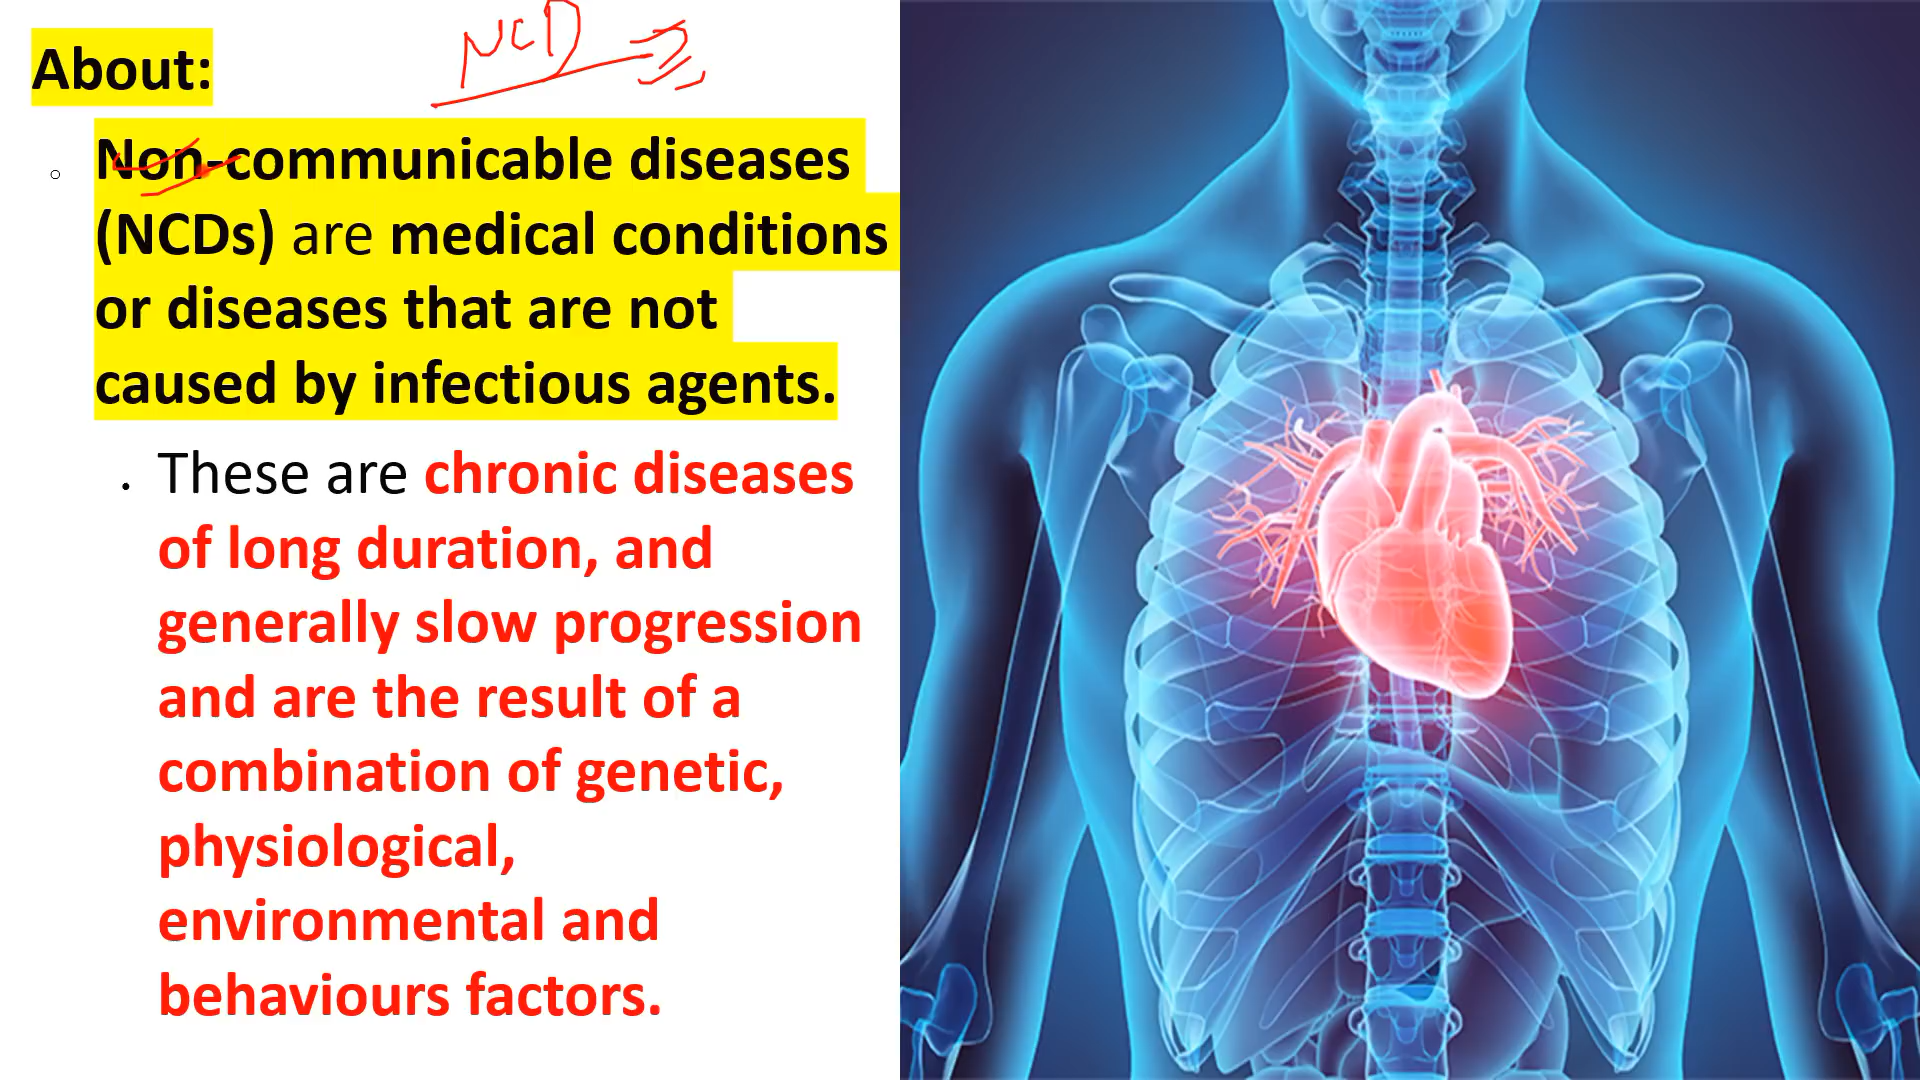 NCD
About:
Non-communicable diseases
(NCDs) are medical conditions
or diseases that are not
caused by infectious agents.
These are chronic diseases
of long duration, and
generally slow progression
and are the result of a
combination of genetic,
physiological,
environmental and
behaviours factors.